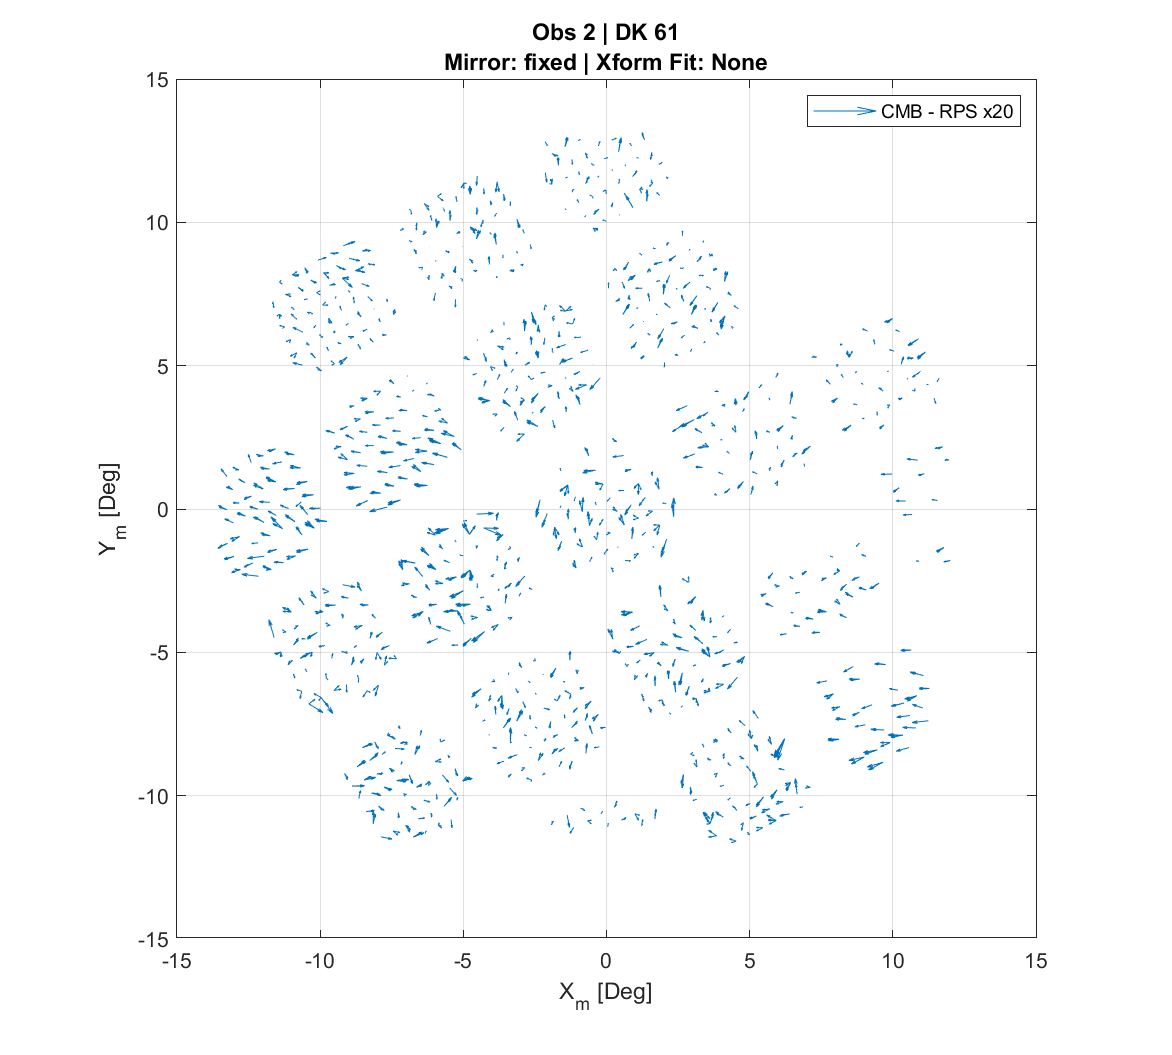 Obs 2 | DK 61
Mirror: fixed | Xform Fit: None
CMB - RPS x20
15
10
5
0
-5
-10
-15
Y_m [Deg]
-15 -10 -5 0 5 10 15
X_m [Deg]